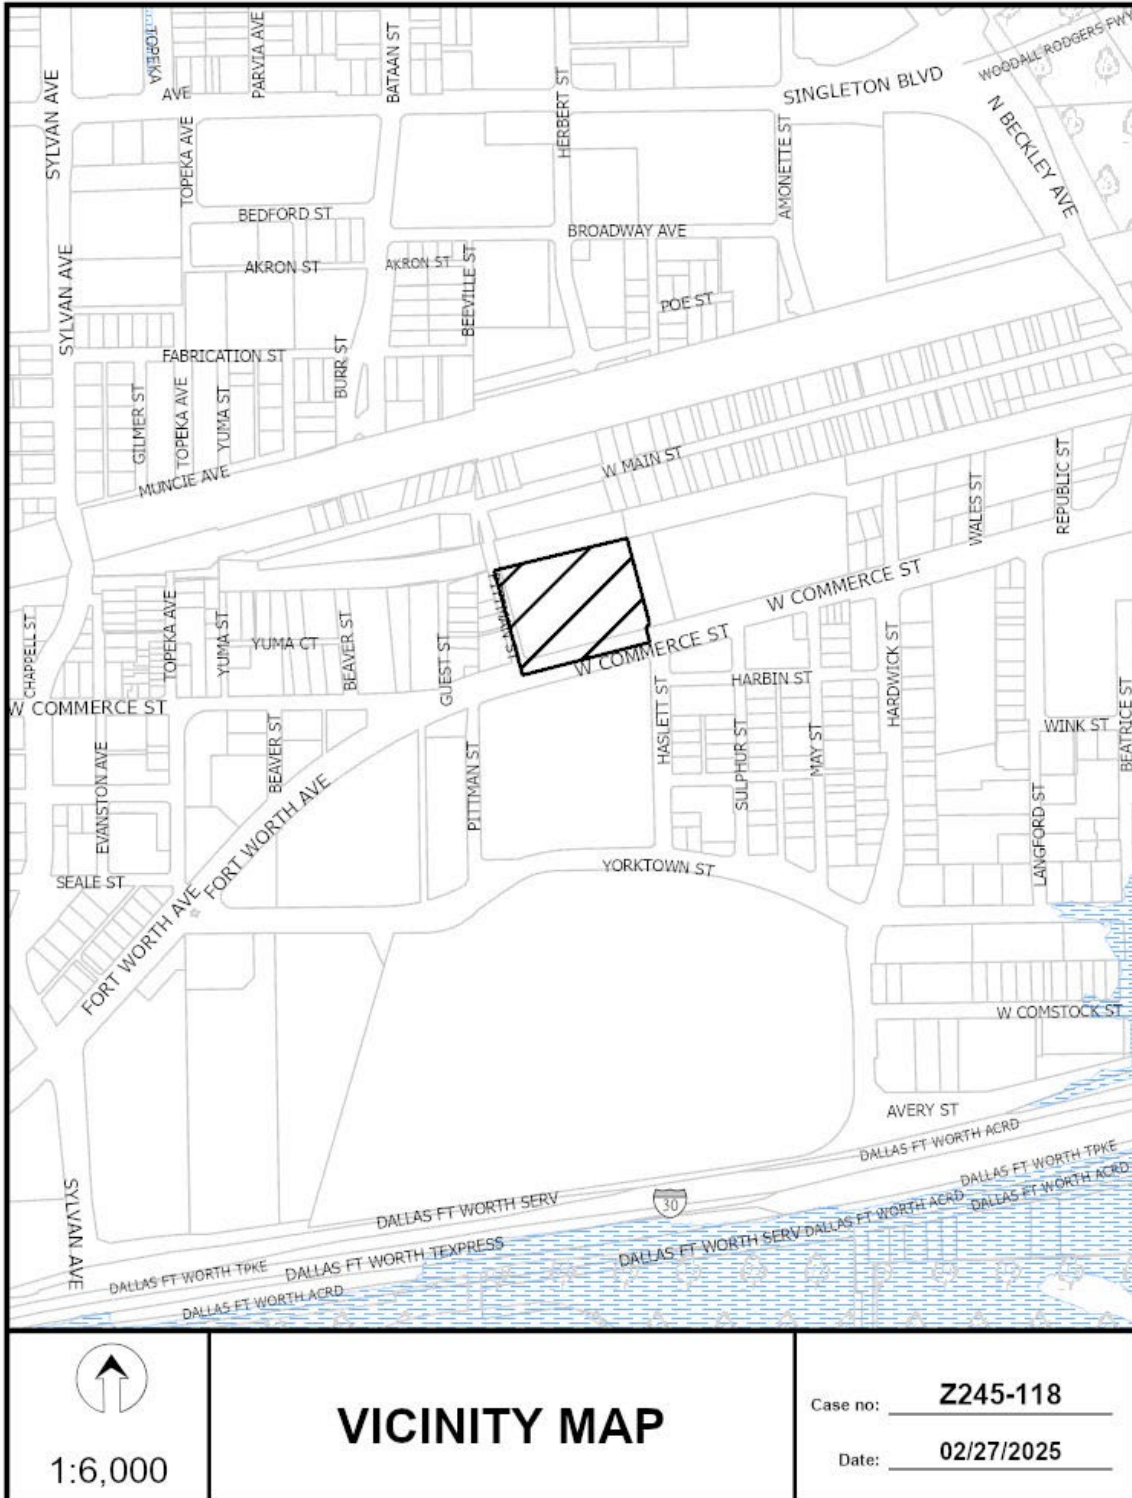 TOPEKA
PARVIA AVE
BATAAN ST
SYLVAN AVE
AVE
HERBERT ST
SINGLETON BLVD
WOODALL RODGERS FWY
N BECKLEY AVE
TOPEKA AVE
AMONETTE ST
BEDFORD ST
BROADWAY AVE
SYLVAN AVE
AKRON ST
AKRON ST
BEEVILLE ST
POE ST
FABRICATION ST
BURR ST
GILMER ST
TOPEKA AVE
YUMA ST
MUNCIE AVE
W MAIN ST
WALES ST
REPUBLIC ST
PITTMAN ST
W COMMERCE ST
CHAPPELL ST
TOPEKA AVE
YUMA ST
YUMA CT
BEAVER ST
GUEST ST
W COMMERCE ST
HARBIN ST
HARDWICK ST
W COMMERCE ST
HASLETT ST
SULPHUR ST
MAY ST
WINK ST
BEATRICE ST
EVANSTON AVE
BEAVER ST
PITTMAN ST
FORT WORTH AVE
LANGFORD ST
SEALE ST
YORKTOWN ST
FORT WORTH AVE
W COMSTOCK ST
AVERY ST
DALLAS FT WORTH ACRD
DALLAS FT WORTH TPKE
DALLAS FT WORTH ACRD
SYLVAN AVE
DALLAS FT WORTH SERV
30
DALLAS FT WORTH ACRD
DALLAS FT WORTH SERV
DALLAS FT WORTH TEXPRESS
DALLAS FT WORTH TPKE
DALLAS FT WORTH ACRD
1:6,000
VICINITY MAP
Case no: Z245-118
Date: 02/27/2025